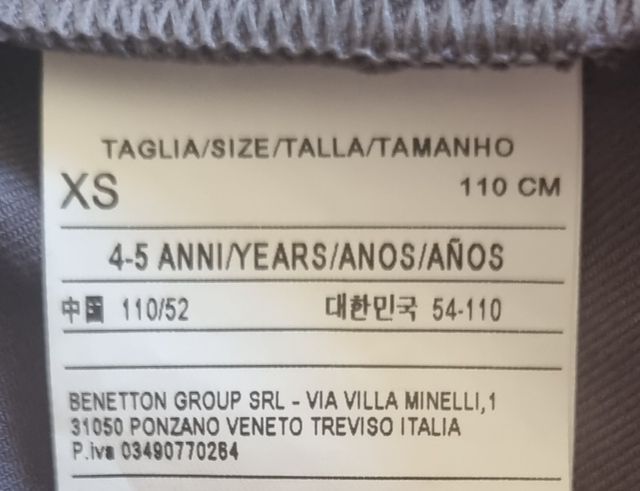 TAGLIA/SIZE/TALLA/TAMANHO
XS 110 CM
4-5 ANNI/YEARS/ANOS/AÑOS
中国 110/52 대한민국 54-110
BENETTON GROUP SRL - VIA VILLA MINELLI,1
31050 PONZANO VENETO TREVISO ITALIA
P.iva 03490770264